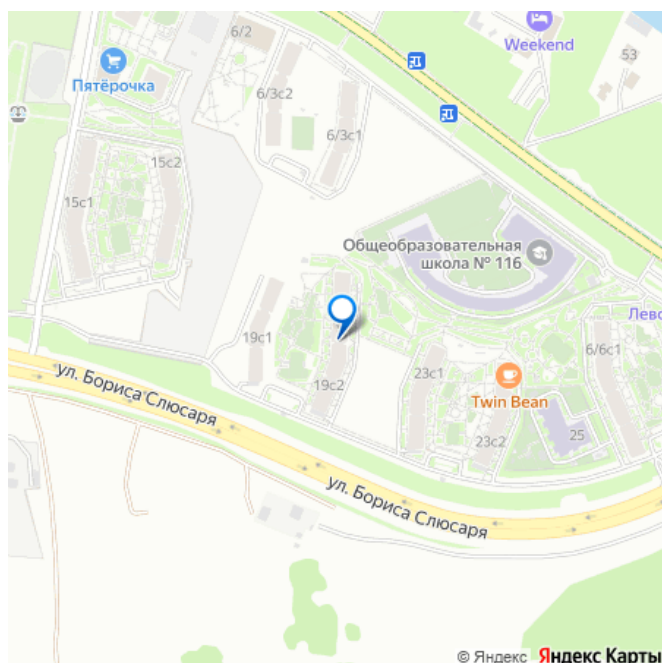 6/2
Weekend
53
Пятёрочка
6/3с2
6/3с1
15с2
15с1
Общеобразовательная
школа № 116
Лево
19с1
6/6с1
23с1
19с2
Twin Bean
ул. Бориса Слюсаря
23с2
25
ул. Бориса Слюсаря
© Яндекс Яндекс Карты